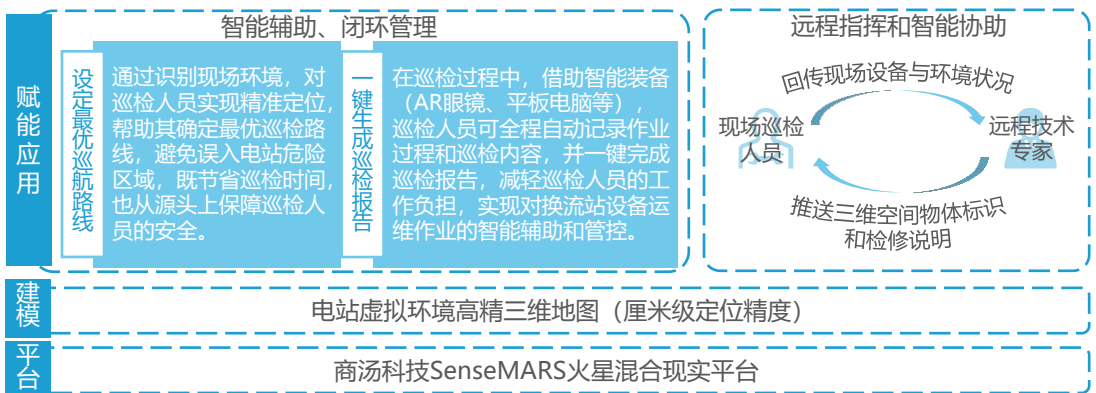 赋能应用
智能辅助、闭环管理
设定最优巡航路线
通过识别现场环境，对
巡检人员实现精准定位，
帮助其确定最优巡检路
线，避免误入电站危险
区域，既节省巡检时间，
也从源头上保障巡检人
员的安全。
一键生成巡检报告
在巡检过程中，借助智能装备
（AR眼镜、平板电脑等），
巡检人员可全程自动记录作业
过程和巡检内容，并一键完成
巡检报告，减轻巡检人员的工
作负担，实现对换流站设备运
维作业的智能辅助和管控。
远程指挥和智能协助
回传现场设备与环境状况
现场巡检
人员
远程技术
专家
推送三维空间物体标识
和检修说明
建模
电站虚拟环境高精三维地图（厘米级定位精度）
平台
商汤科技SenseMARS火星混合现实平台